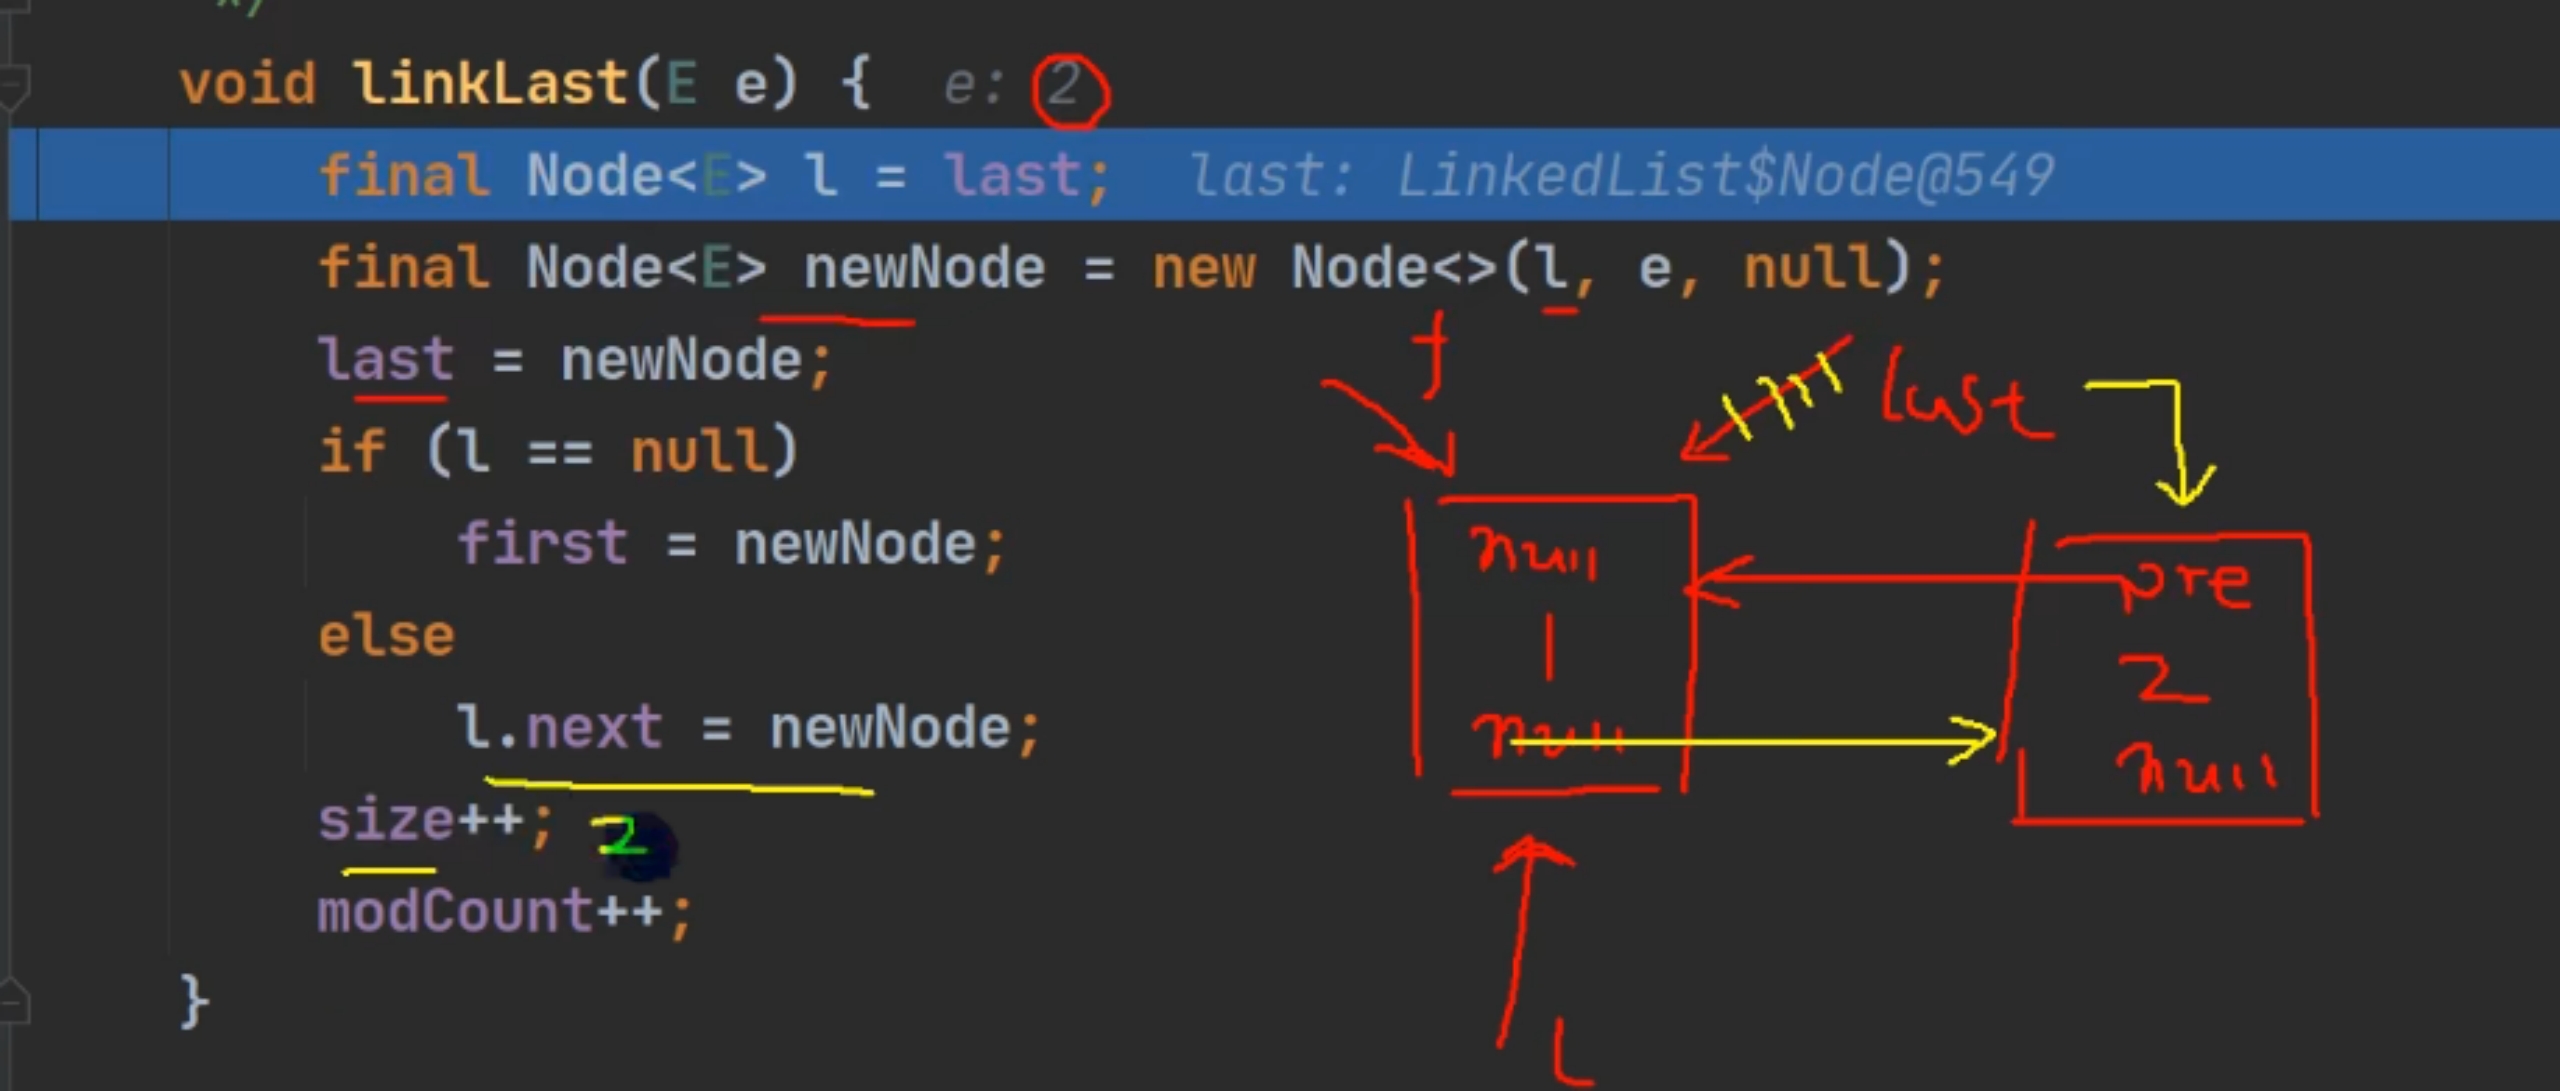 */
void linkLast(E e) {  e: 2
final Node<E> l = last;  last: LinkedList$Node@549
final Node<E> newNode = new Node<>(l, e, null);
last = newNode;
if (l == null)
first = newNode;
else
l.next = newNode;
size++; 2
modCount++;
}
f
last
null
1
null
pre
2
null
L